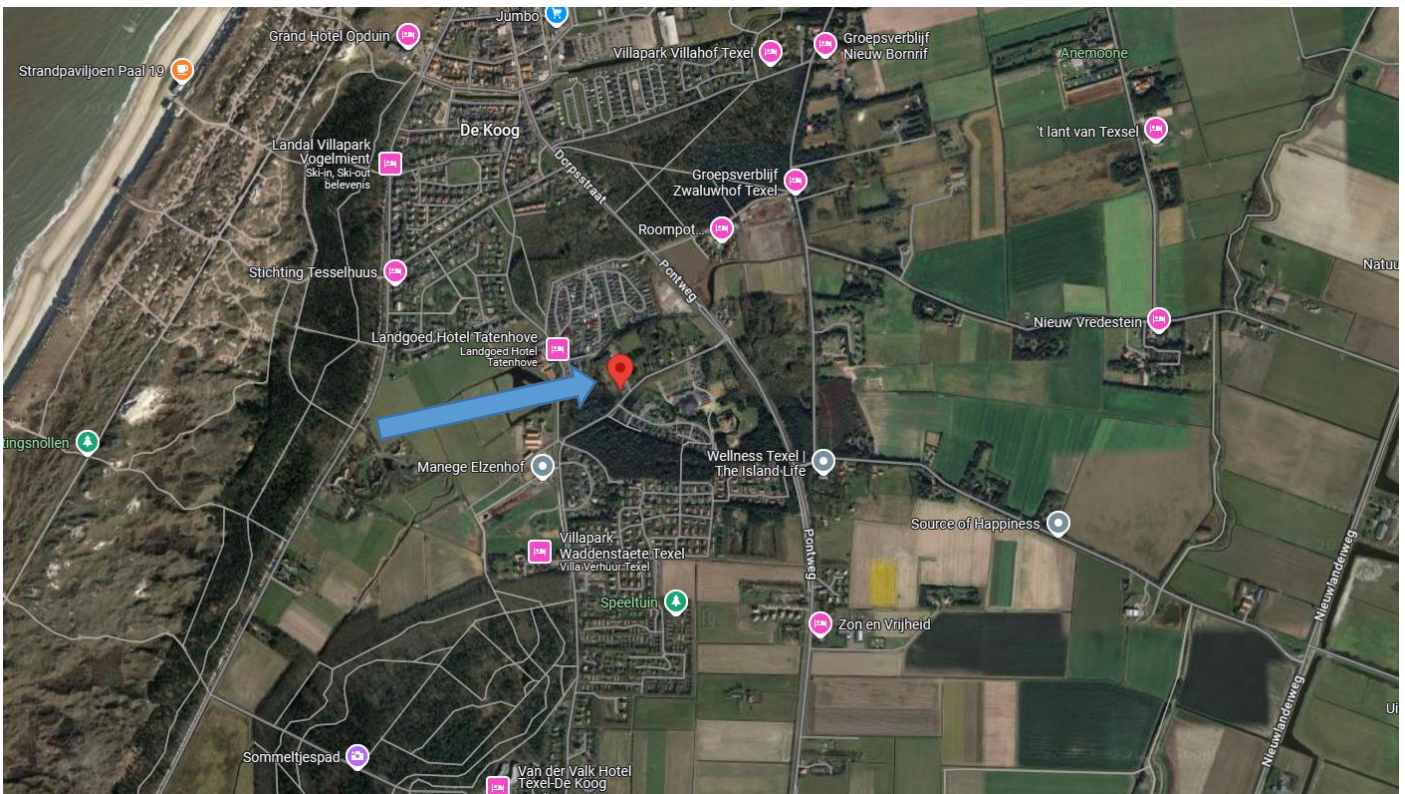 Jumbo
Grand Hotel Opduin
Groepsverblijf
Nieuw Bornrif
Villapark Villahof Texel
Anemoone
Strandpaviljoen Paal 19
De Koog
't lant van Texsel
Landal Villapark
Vogelmient
Ski-in, Ski-out
belevenis
Dorpsstraat
Groepsverblijf
Zwaluwhof Texel
Roompot...
Stichting Tesselhuus
Pontweg
Natuu
Nieuw Vredestein
Landgoed Hotel Tatenhove
Landgoed Hotel
Tatenhove
tingsnollen
Manege Elzenhof
Wellness Texel |
The Island Life
Source of Happiness
Villapark
Waddenstaete Texel
Villa Verhuur Texel
Pontweg
Nieuwlanderweg
Speeltuin
Zon en Vrijheid
Nieuwlanderweg
Ui
Sommeltjespad
Van der Valk Hotel
Texel-De Koog